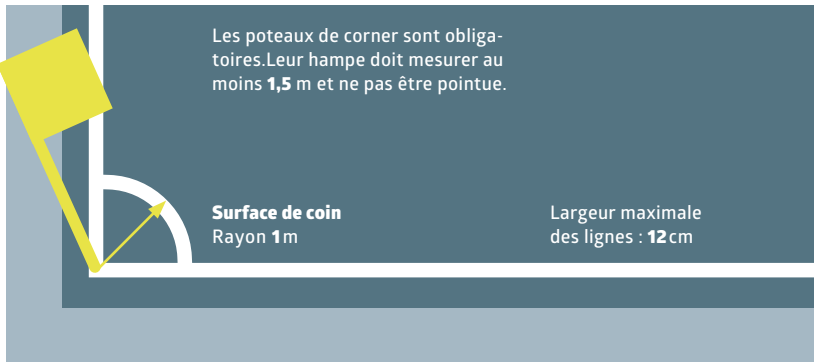 Les poteaux de corner sont obliga-
toires.Leur hampe doit mesurer au
moins 1,5 m et ne pas être pointue.
Surface de coin
Rayon 1 m
Largeur maximale
des lignes : 12 cm